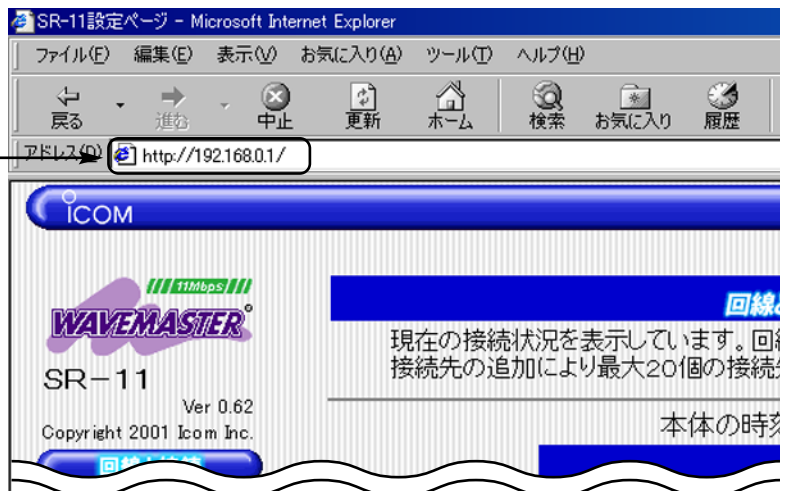 SR-11設定ページ - Microsoft Internet Explorer
ファイル(F) 編集(E) 表示(V) お気に入り(A) ツール(T) ヘルプ(H)
戻る 進む 中止 更新 ホーム 検索 お気に入り 履歴
アドレス(D) http://192.168.0.1/
ICOM
11Mbps
WAVEMASTER®
SR-11
Ver 0.62
Copyright 2001 Icom Inc.
回線
現在の接続状況を表示しています。回
接続先の追加により最大20個の接続
本体の時刻